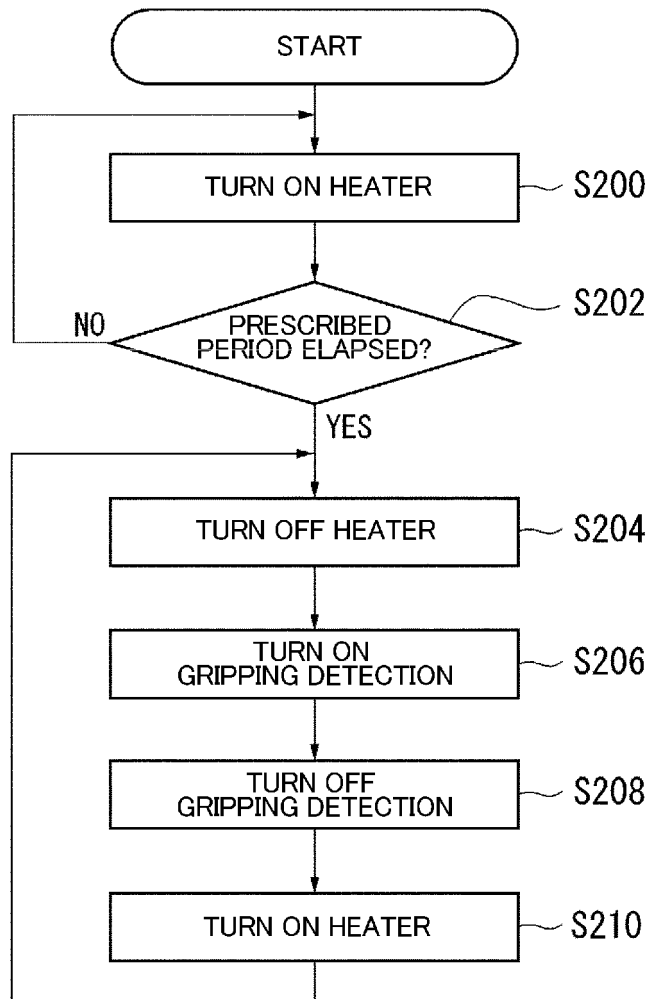 START
TURN ON HEATER
S200
PRESCRIBED
PERIOD ELAPSED?
S202
NO
YES
TURN OFF HEATER
S204
TURN ON
GRIPPING DETECTION
S206
TURN OFF
GRIPPING DETECTION
S208
TURN ON HEATER
S210